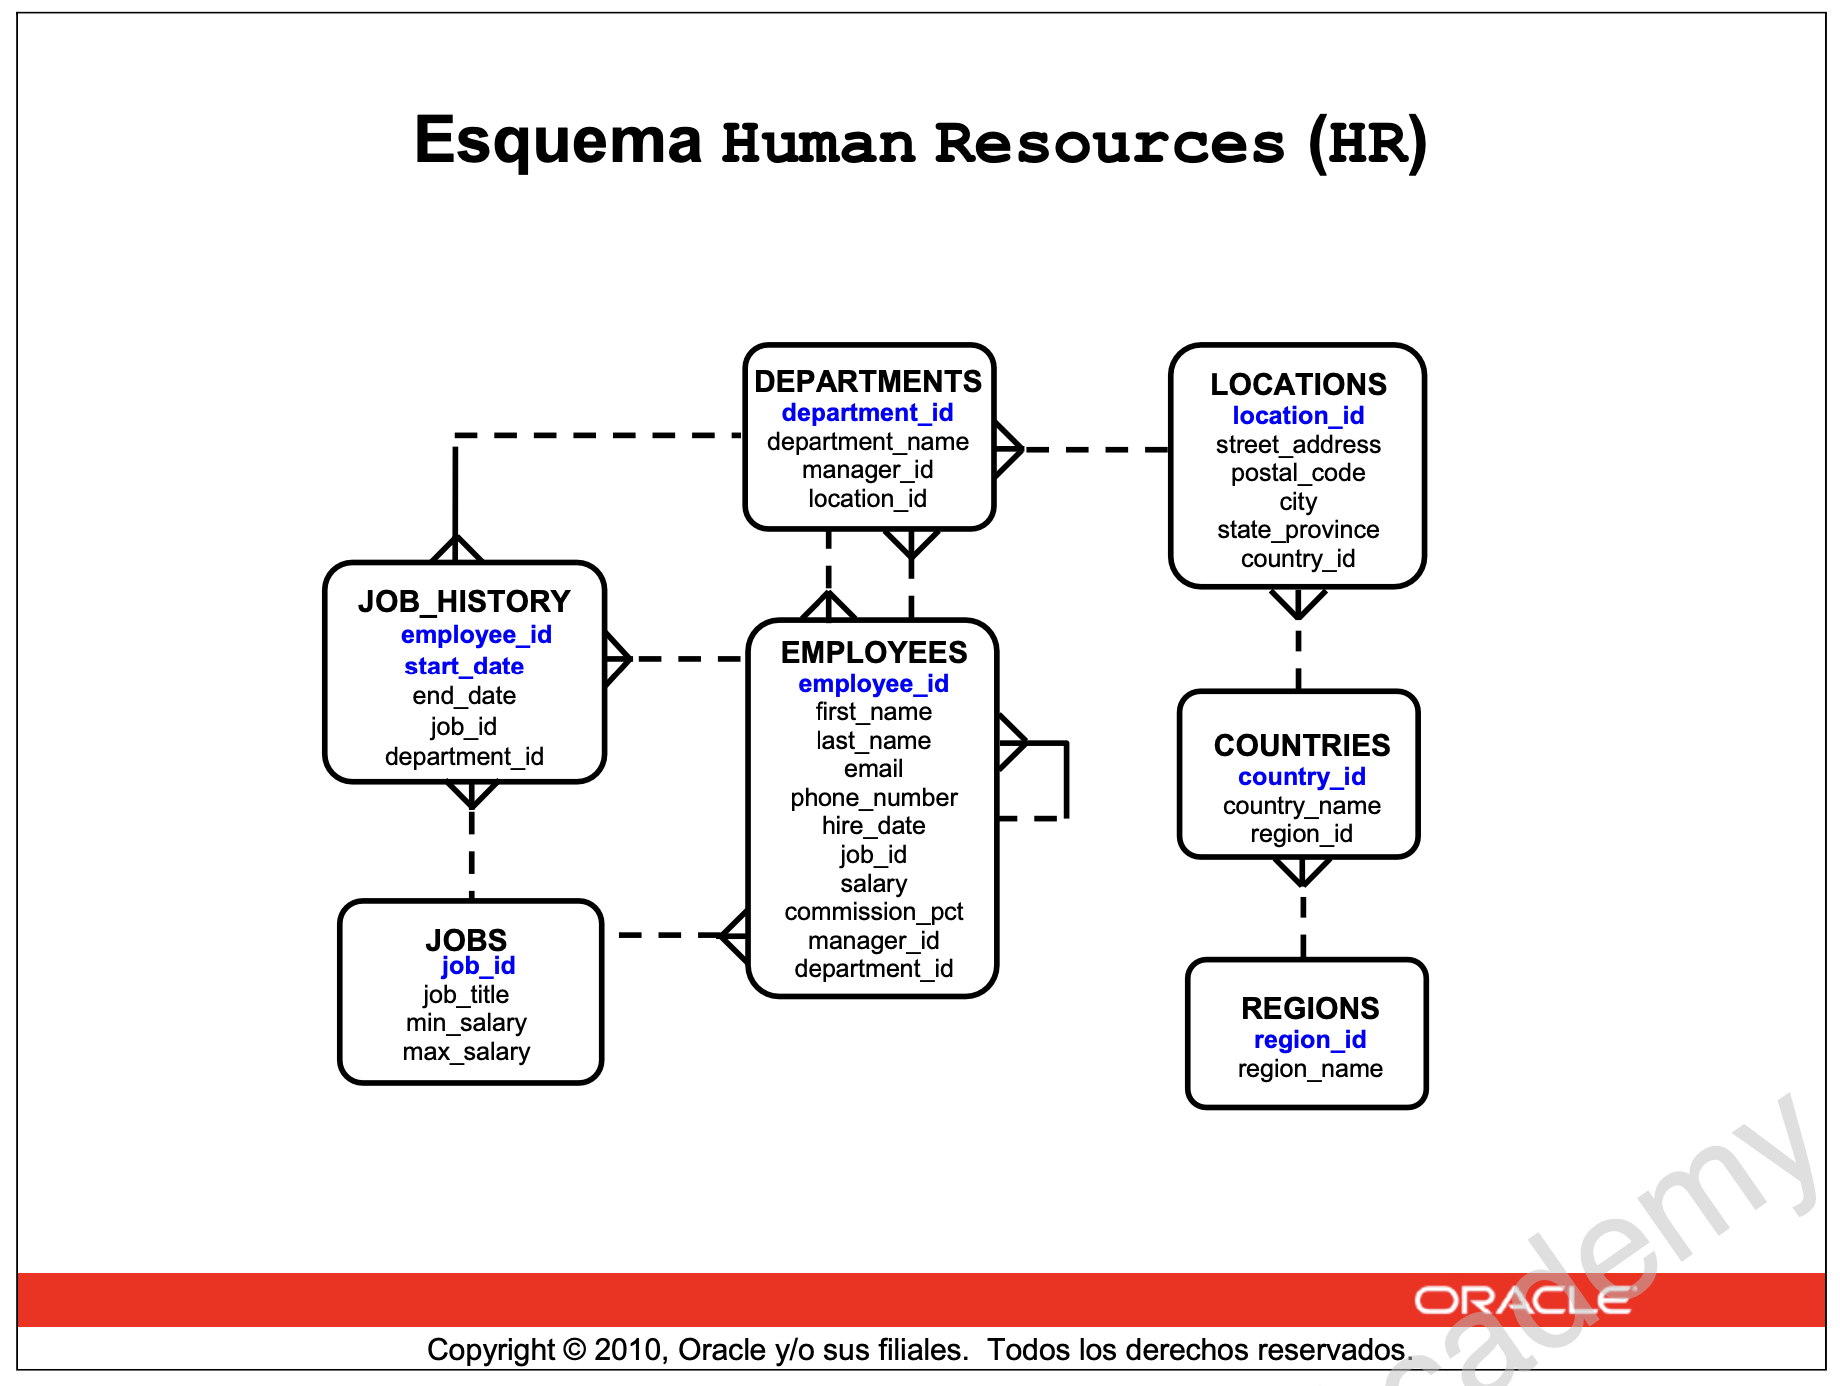 Esquema Human Resources (HR)
DEPARTMENTS
department_id
department_name
manager_id
location_id
LOCATIONS
location_id
street_address
postal_code
city
state_province
country_id
JOB_HISTORY
employee_id
start_date
end_date
job_id
department_id
EMPLOYEES
employee_id
first_name
last_name
email
phone_number
hire_date
job_id
salary
commission_pct
manager_id
department_id
COUNTRIES
country_id
country_name
region_id
JOBS
job_id
job_title
min_salary
max_salary
REGIONS
region_id
region_name
ORACLE
Copyright © 2010, Oracle y/o sus filiales. Todos los derechos reservados.
cademy